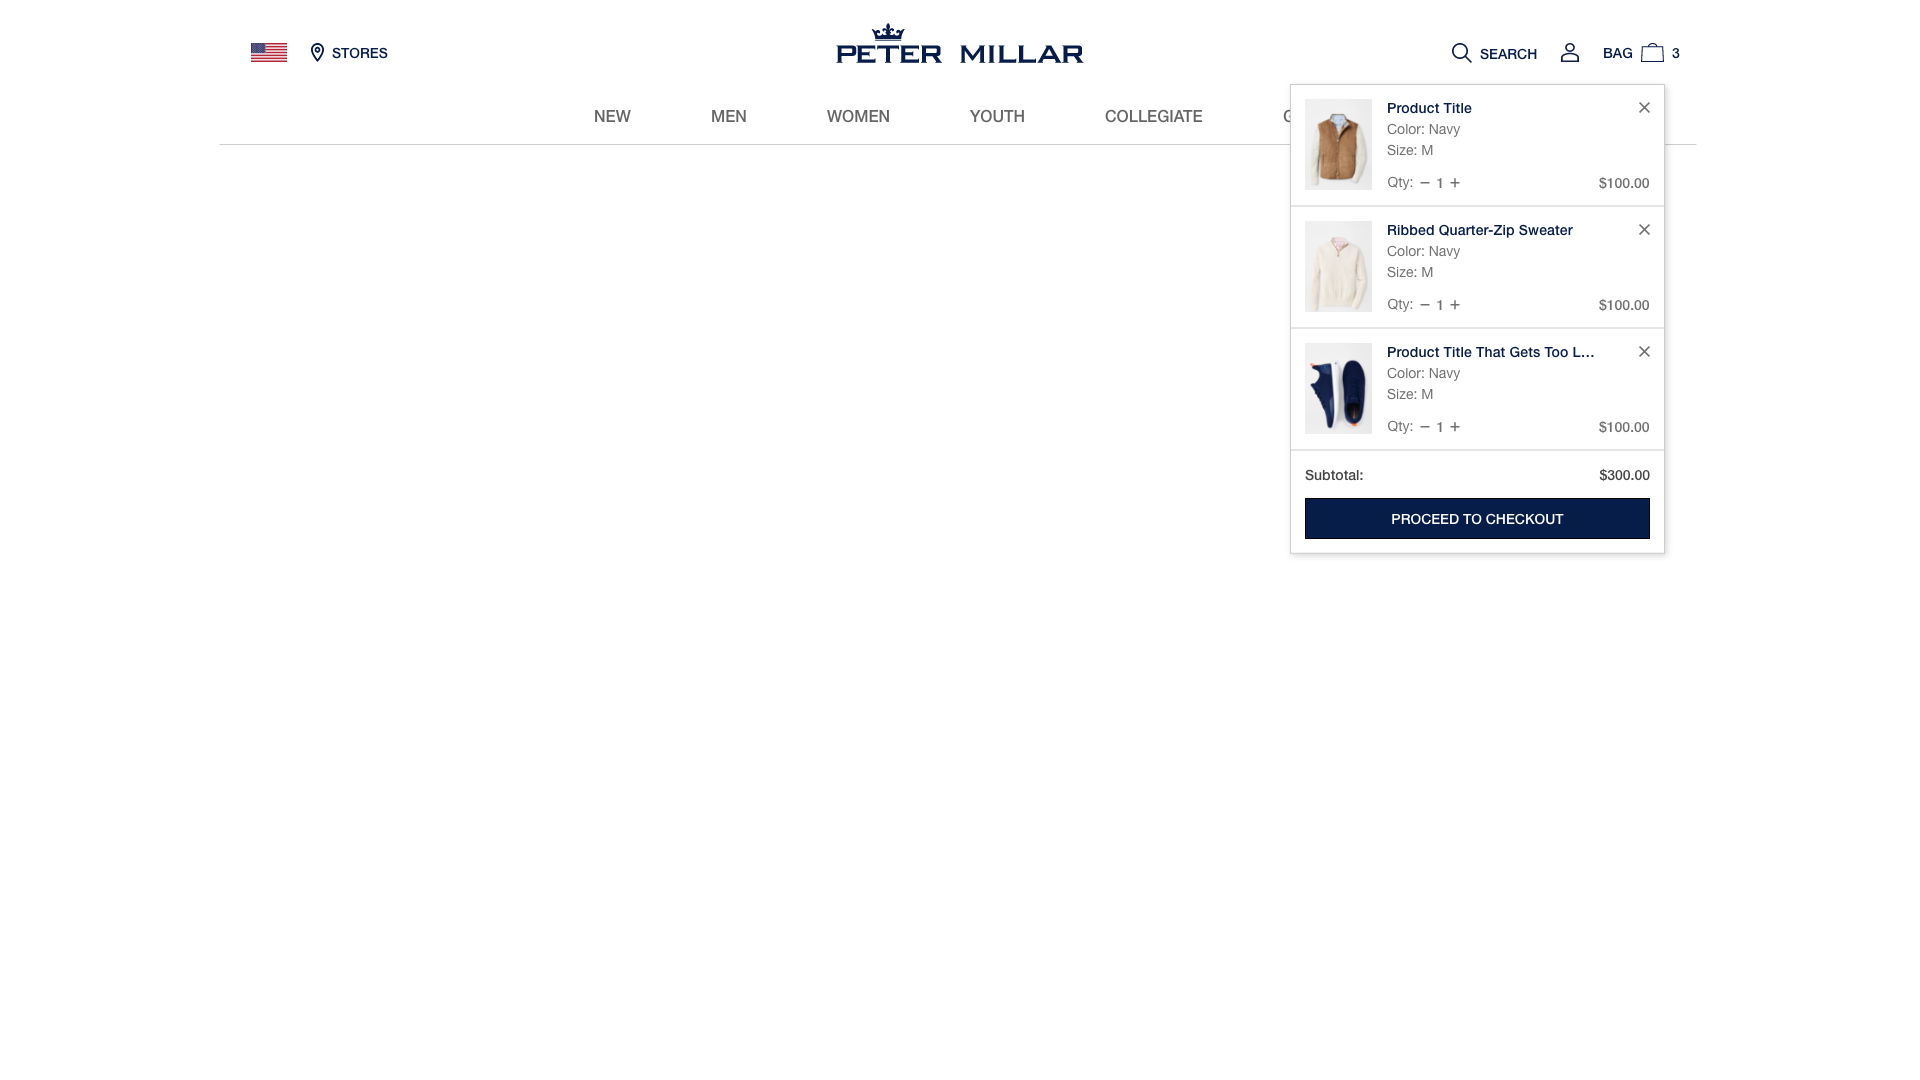 STORES
PETER MILLAR
SEARCH
BAG 3
NEW MEN WOMEN YOUTH COLLEGIATE
Product Title
Color: Navy
Size: M
Qty: − 1 + $100.00
Ribbed Quarter-Zip Sweater
Color: Navy
Size: M
Qty: − 1 + $100.00
Product Title That Gets Too L...
Color: Navy
Size: M
Qty: − 1 + $100.00
Subtotal: $300.00
PROCEED TO CHECKOUT